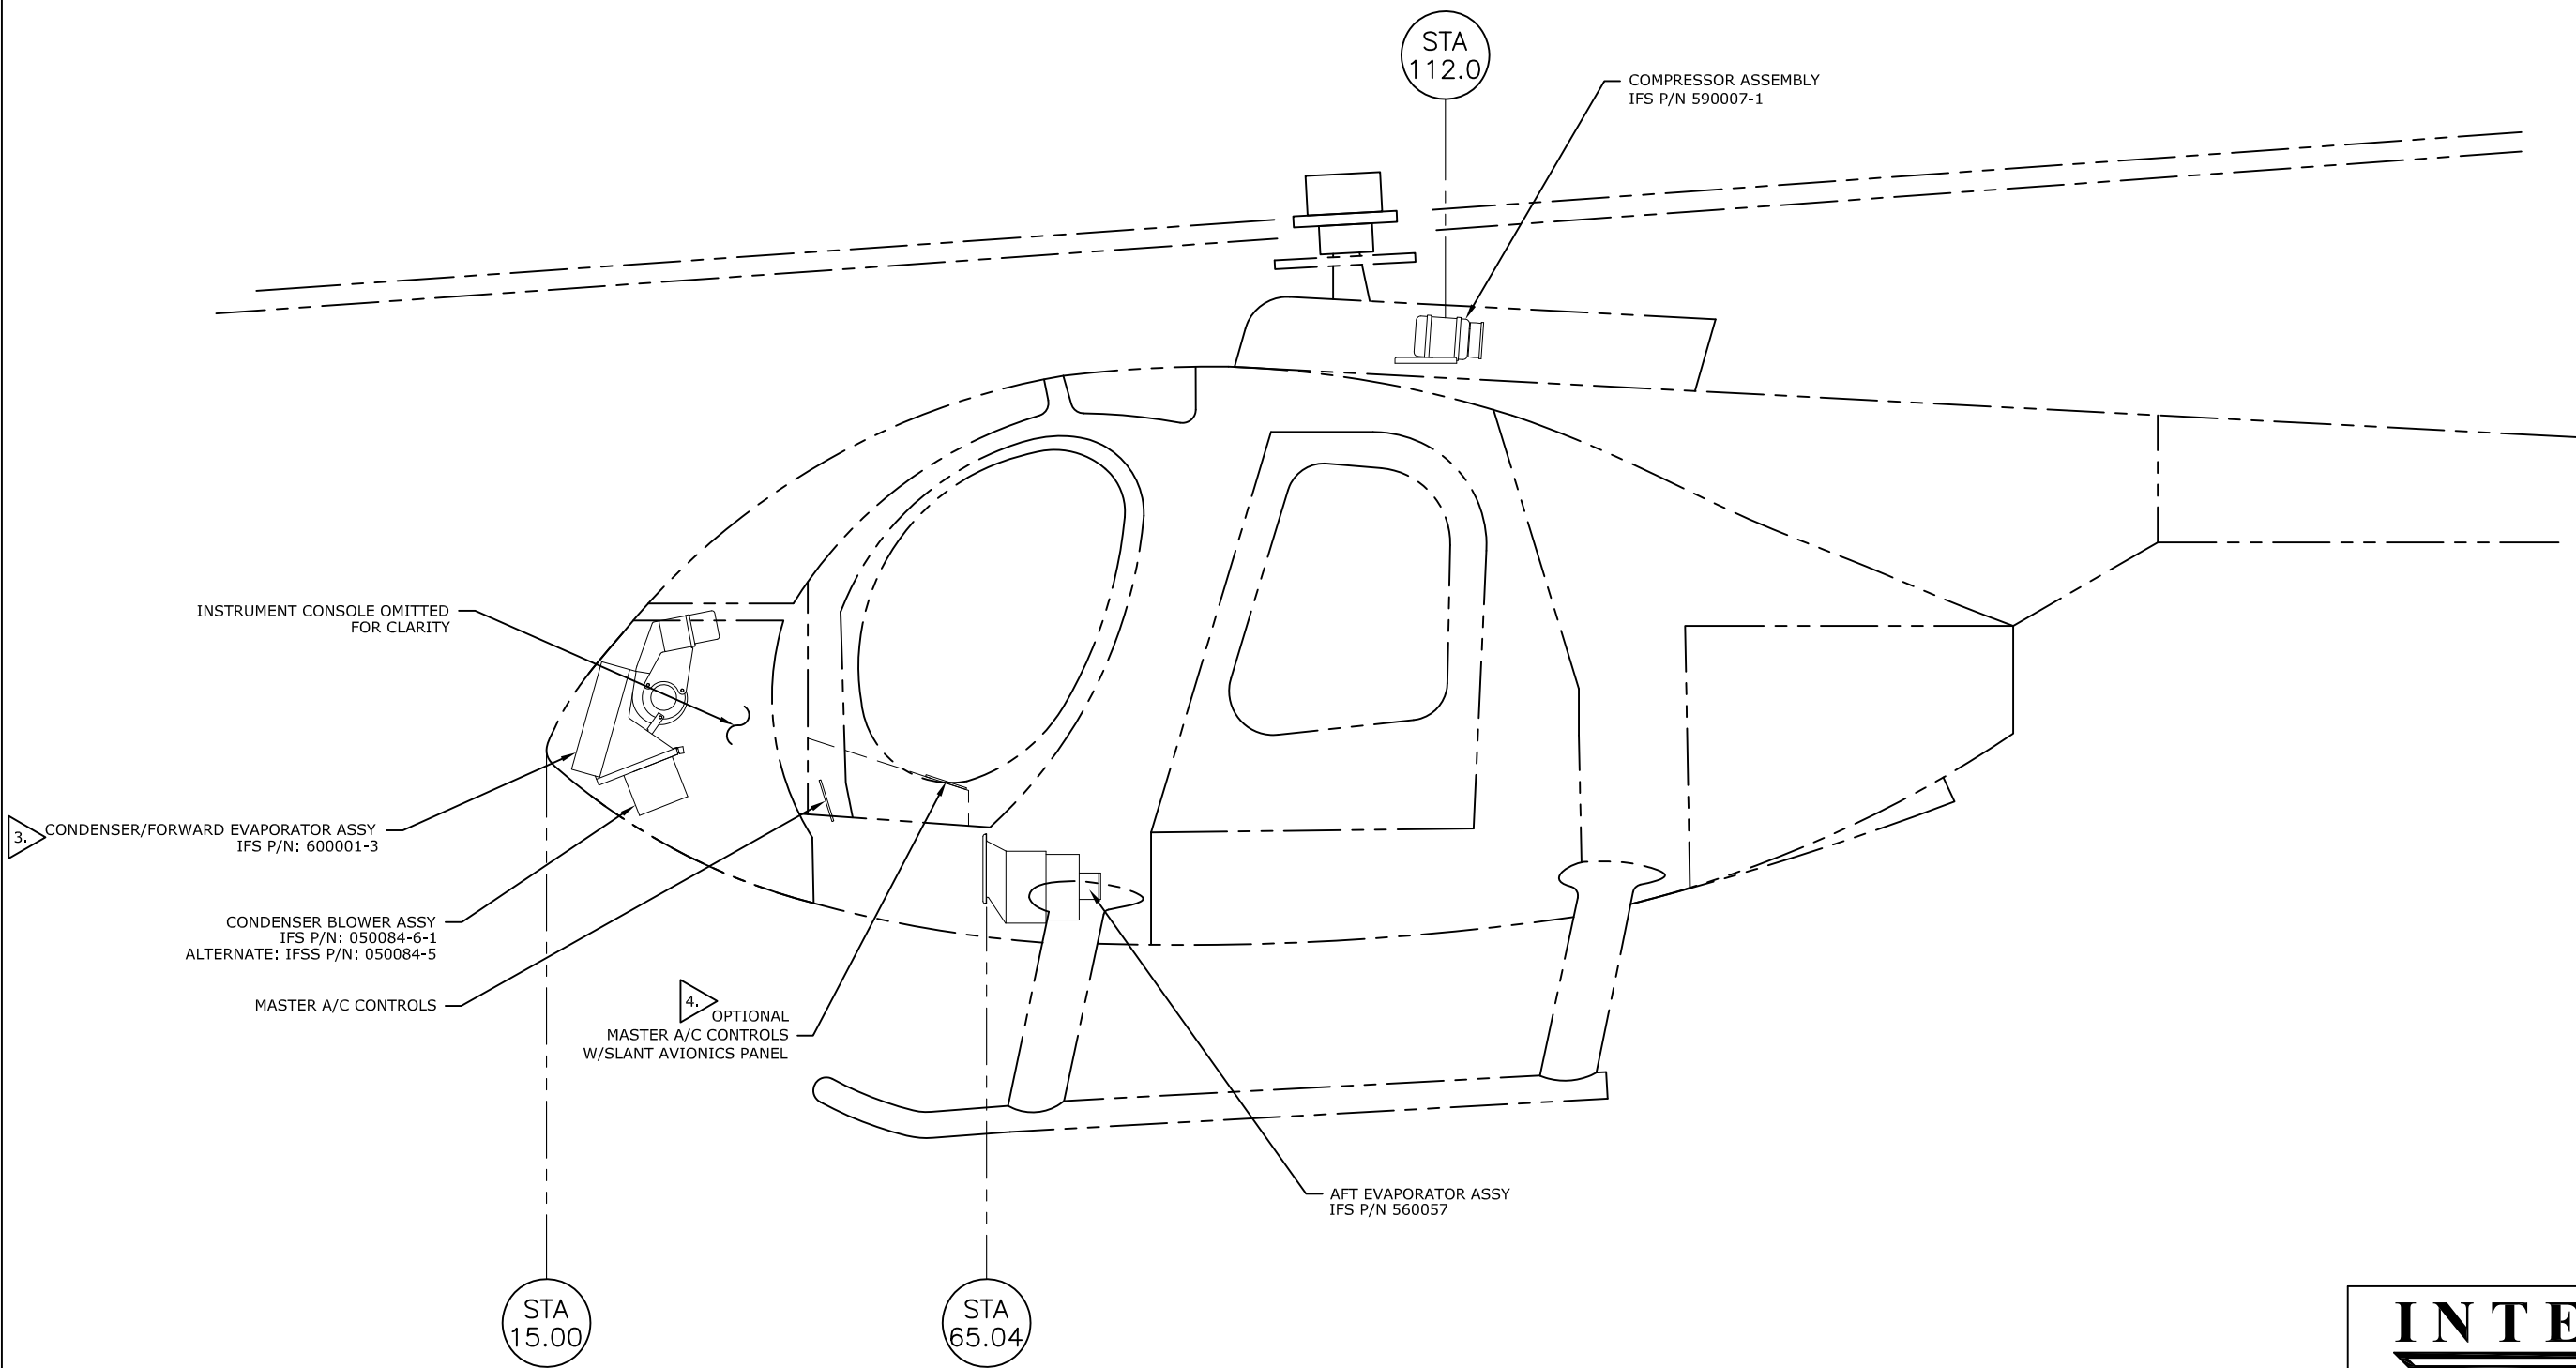 STA
112.0
COMPRESSOR ASSEMBLY
IFS P/N 590007-1
INSTRUMENT CONSOLE OMITTED
FOR CLARITY
3.
CONDENSER/FORWARD EVAPORATOR ASSY
IFS P/N: 600001-3
CONDENSER BLOWER ASSY
IFS P/N: 050084-6-1
ALTERNATE: IFSS P/N: 050084-5
MASTER A/C CONTROLS
4.
OPTIONAL
MASTER A/C CONTROLS
W/SLANT AVIONICS PANEL
AFT EVAPORATOR ASSY
IFS P/N 560057
STA
15.00
STA
65.04
INTE